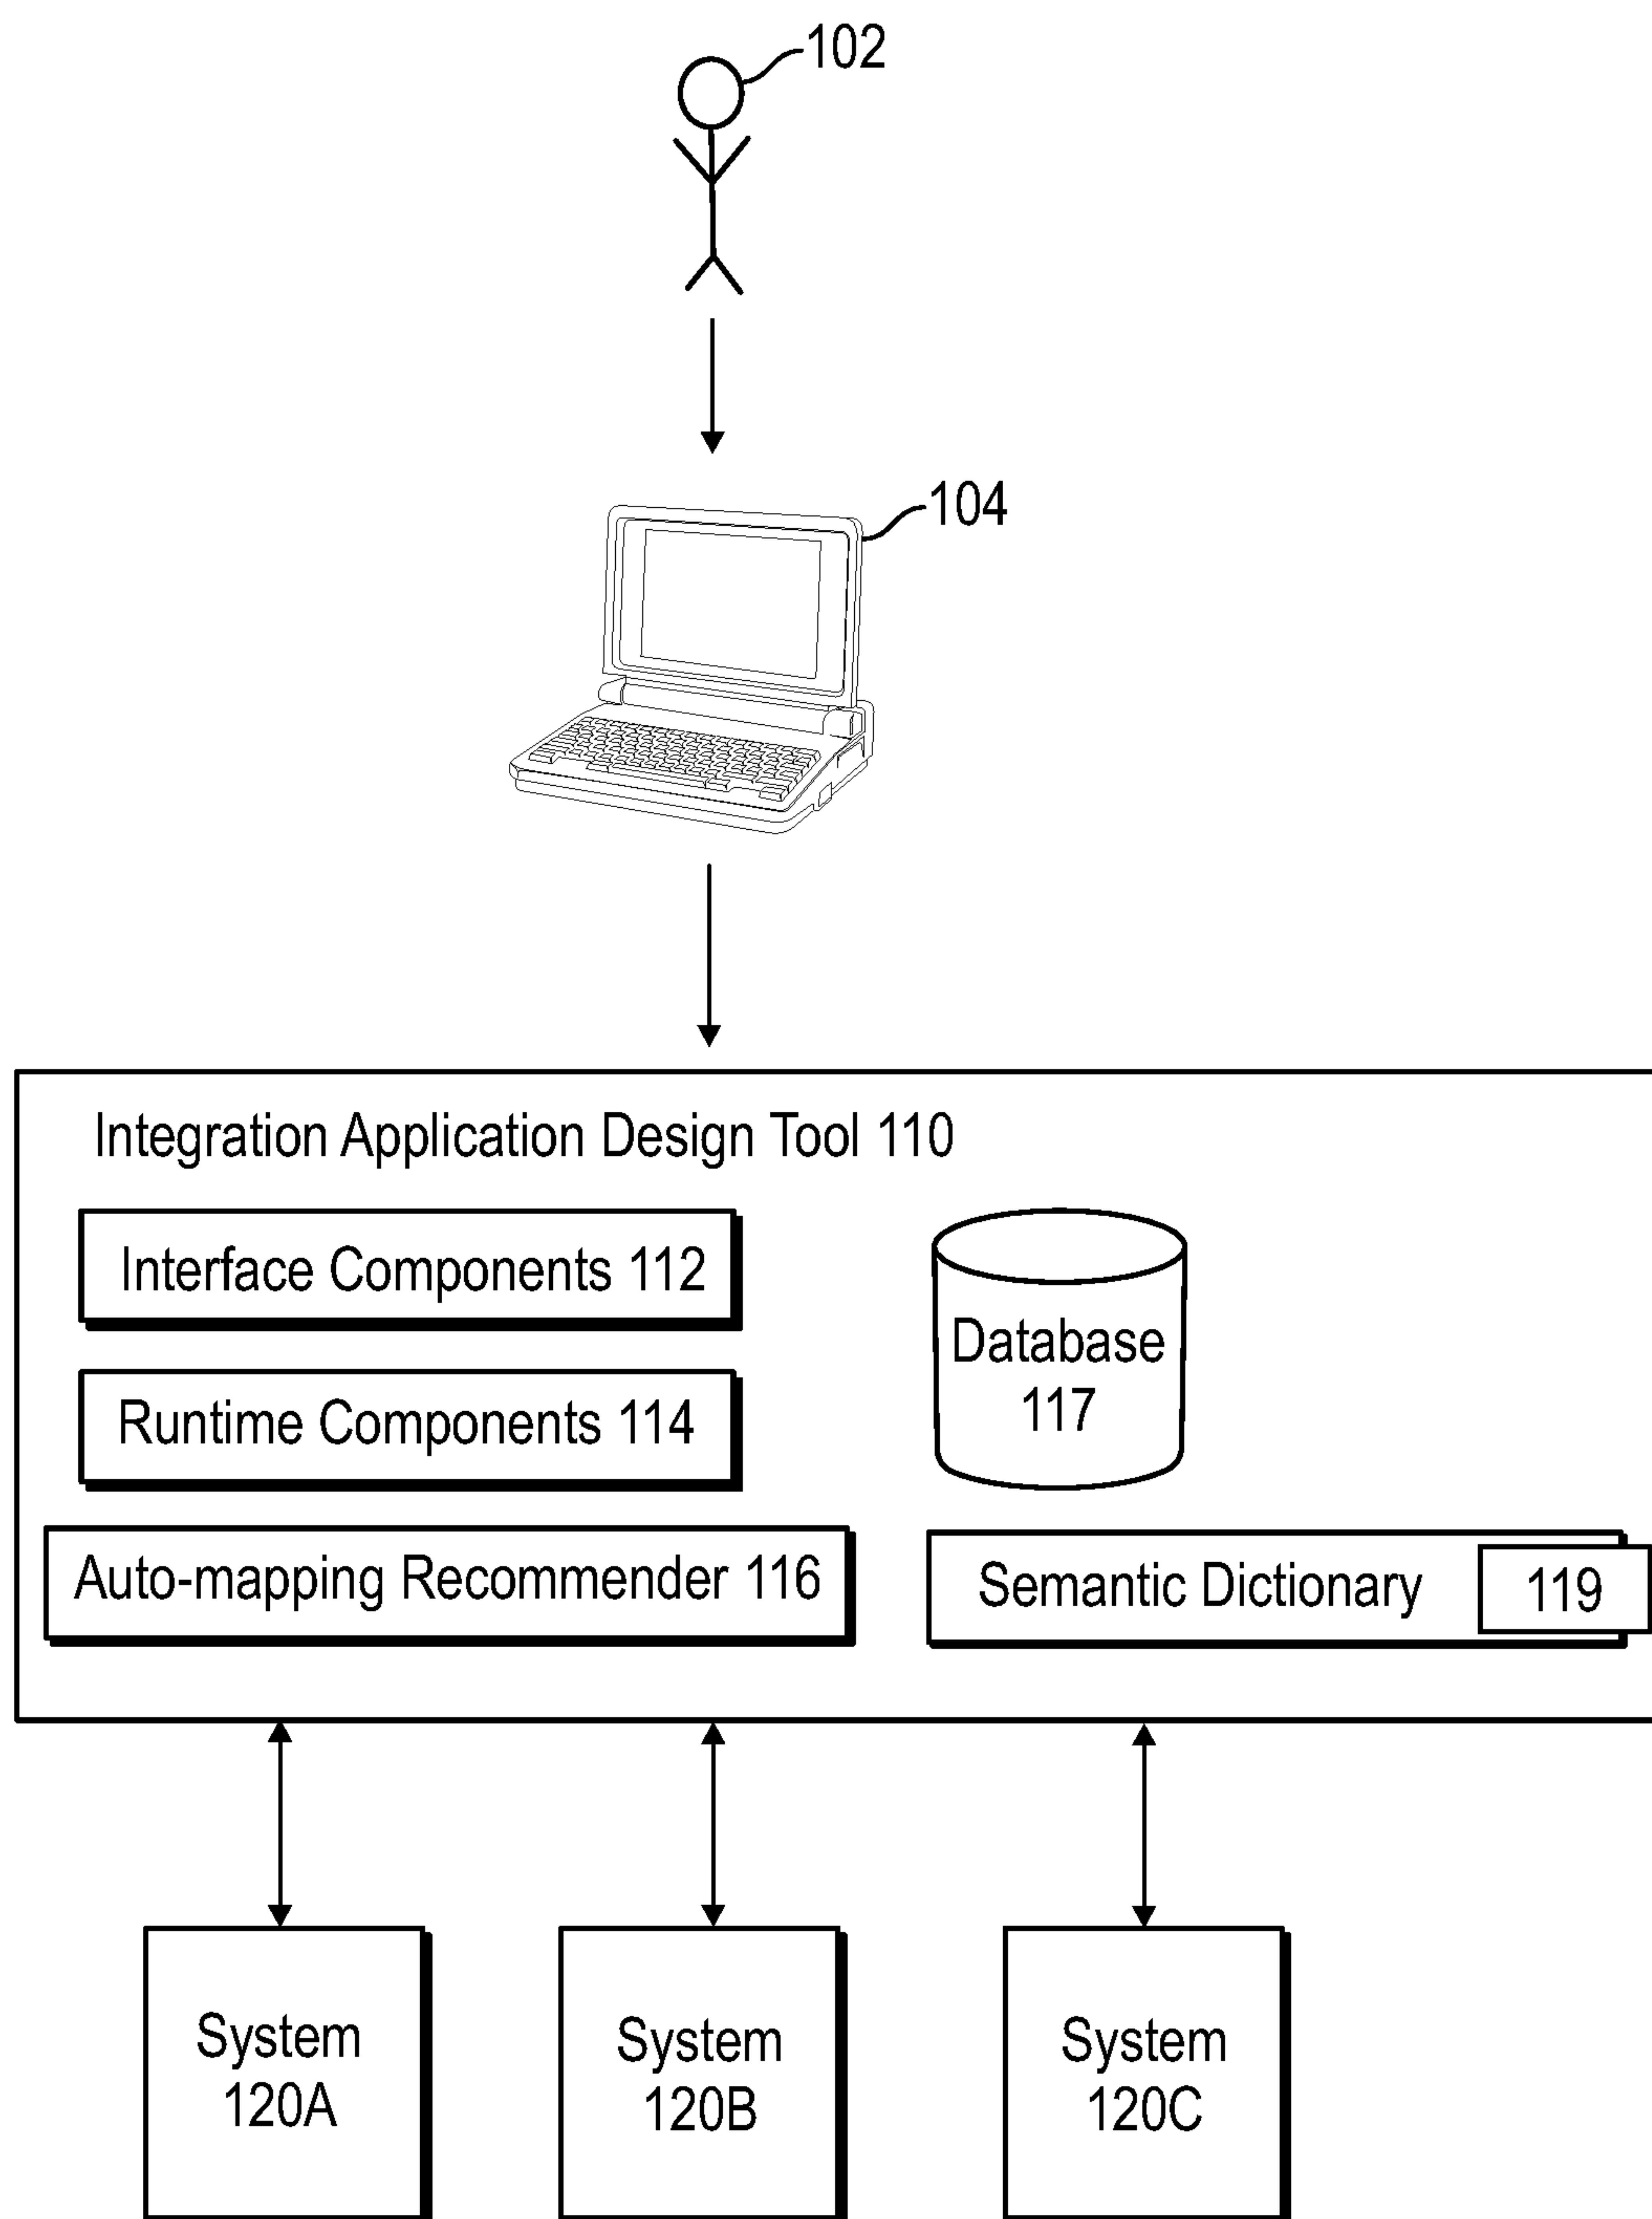 102
104
Integration Application Design Tool 110
Interface Components 112
Database
117
Runtime Components 114
Auto-mapping Recommender 116
Semantic Dictionary 119
System
120A
System
120B
System
120C